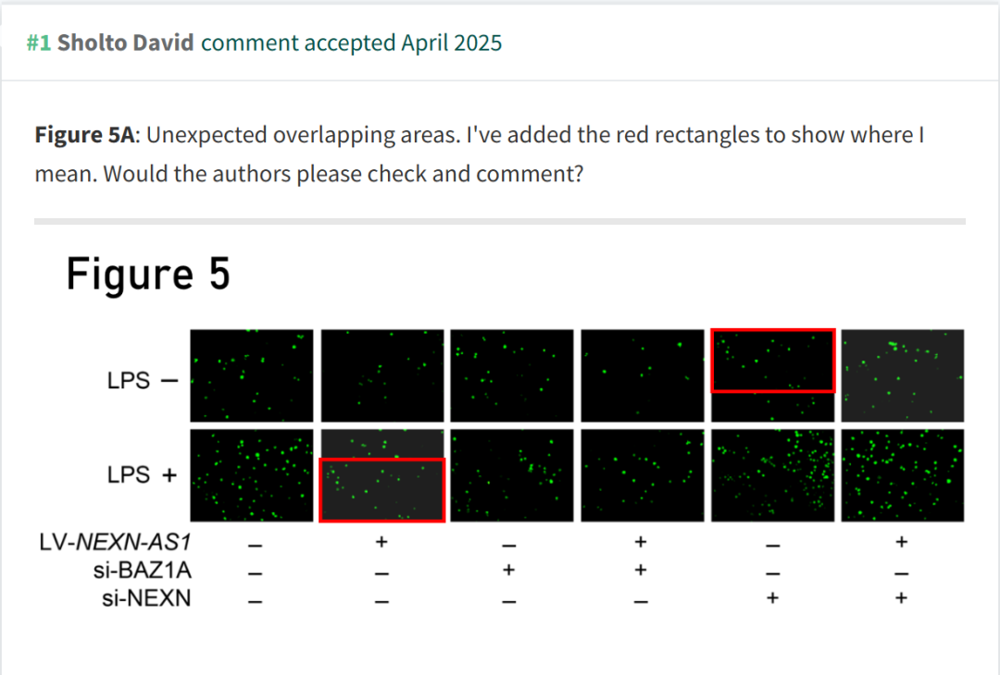 #1 Sholto David comment accepted April 2025
Figure 5A: Unexpected overlapping areas. I've added the red rectangles to show where I
mean. Would the authors please check and comment?
Figure 5
LPS −
LPS +
LV-NEXN-AS1 − + − + − +
si-BAZ1A − − + + − −
si-NEXN − − − − + +